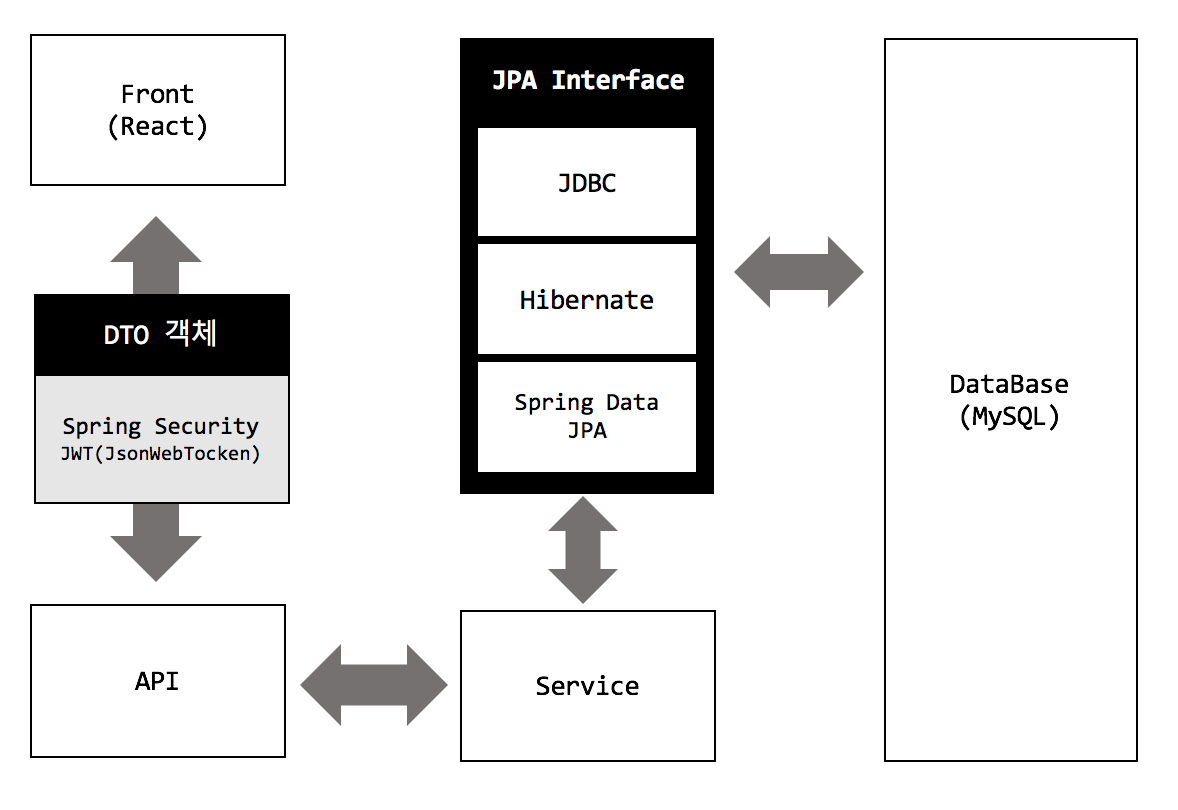 Front
(React)
DTO 객체
Spring Security
JWT(JsonWebTocken)
API
JPA Interface
JDBC
Hibernate
Spring Data
JPA
Service
DataBase
(MySQL)